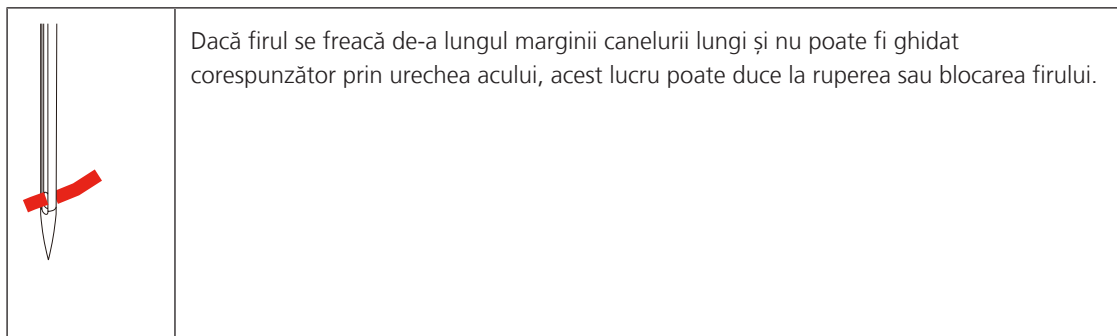 Dacă firul se freacă de-a lungul marginii canelurii lungi și nu poate fi ghidat
corespunzător prin urechea acului, acest lucru poate duce la ruperea sau blocarea firului.